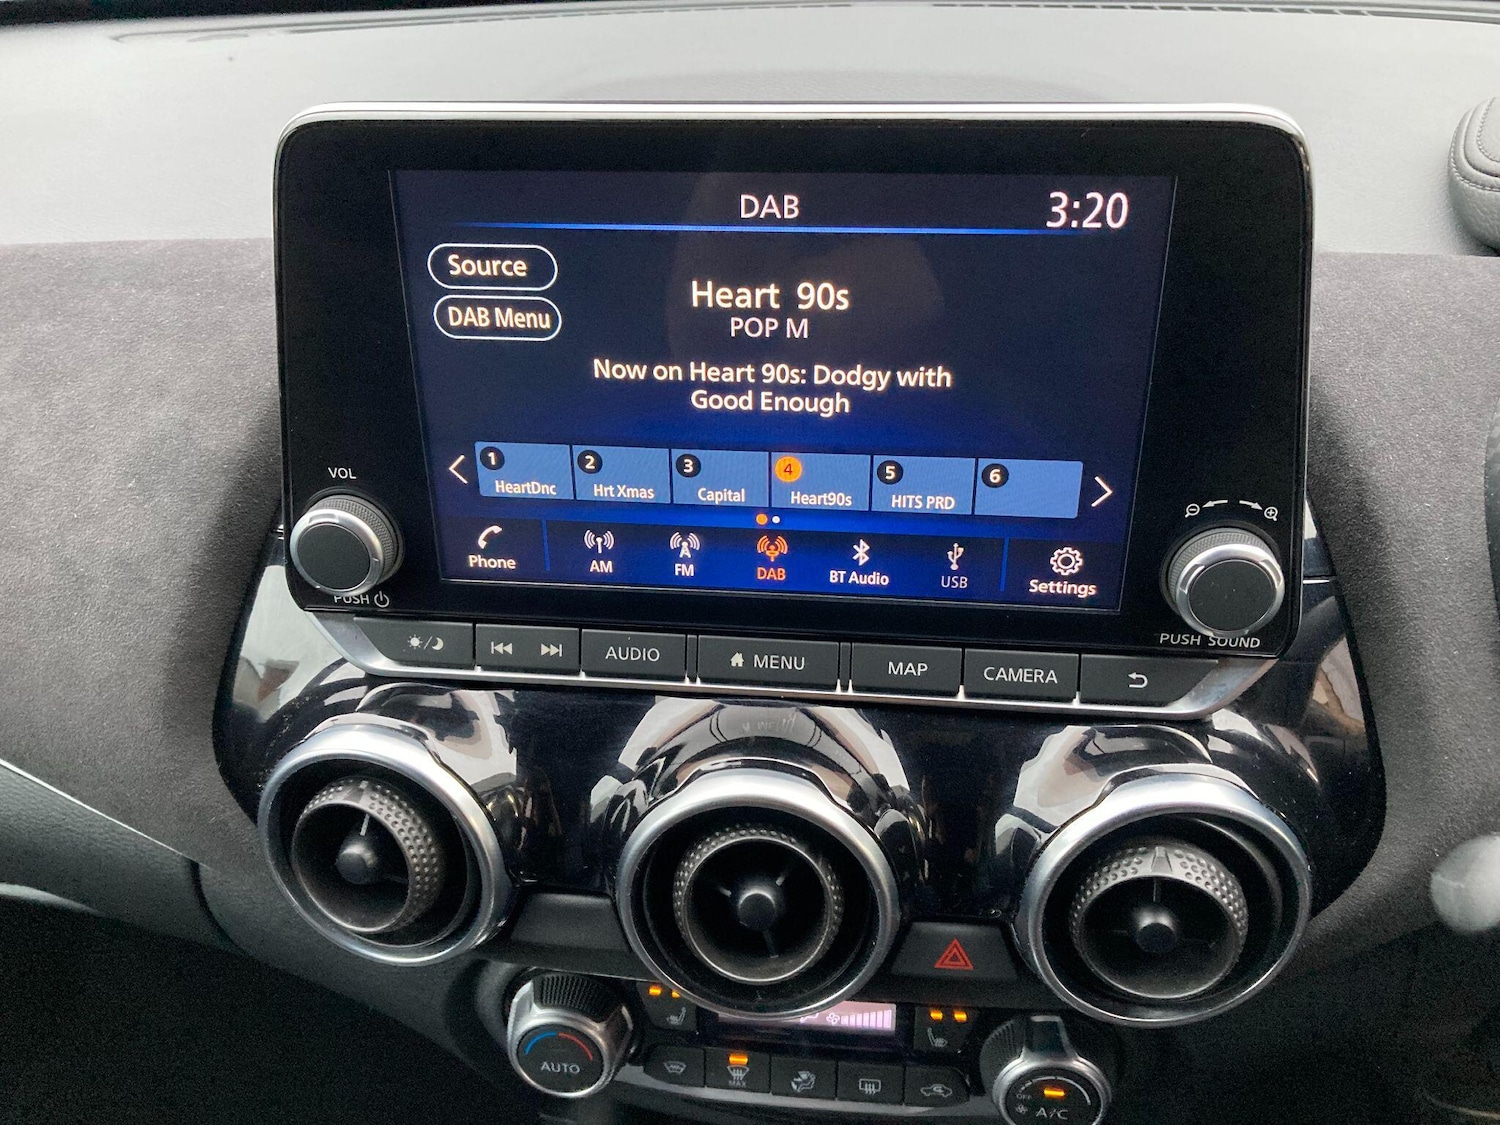 DAB
3:20
Source
DAB Menu
Heart 90s
POP M
Now on Heart 90s: Dodgy with
Good Enough
1
HeartDnc
2
Hrt Xmas
3
Capital
4
Heart90s
5
HITS PRD
6
Phone
AM
FM
DAB
BT Audio
USB
Settings
VOL
PUSH
PUSH SOUND
AUDIO
MENU
MAP
CAMERA
AUTO
MAX
OFF
A/C